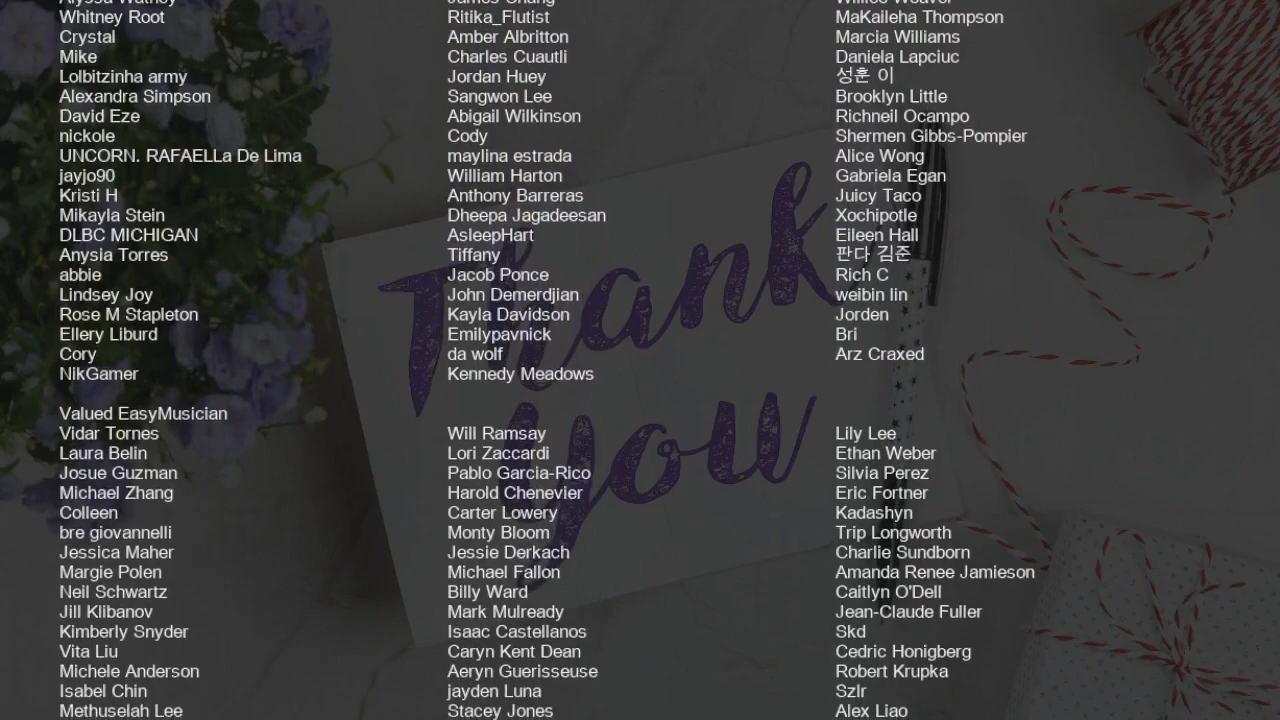 Whitney Root
Crystal
Mike
Lolbitzinha army
Alexandra Simpson
David Eze
nickole
UNCORN. RAFAELLa De Lima
jayjo90
Kristi H
Mikayla Stein
DLBC MICHIGAN
Anysia Torres
abbie
Lindsey Joy
Rose M Stapleton
Ellery Liburd
Cory
NikGamer
Ritika_Flutist
Amber Albritton
Charles Cuautli
Jordan Huey
Sangwon Lee
Abigail Wilkinson
Cody
maylina estrada
William Harton
Anthony Barreras
Dheepa Jagadeesan
AsleepHart
Tiffany
Jacob Ponce
John Demerdjian
Kayla Davidson
Emilypavnick
da wolf
Kennedy Meadows
MaKaileha Thompson
Marcia Williams
Daniela Lapciuc
성훈 이
Brooklyn Little
Richneil Ocampo
Shermen Gibbs-Pompier
Alice Wong
Gabriela Egan
Juicy Taco
Xochipotle
Eileen Hall
판다 김준
Rich C
weibin lin
Jorden
Bri
Arz Craxed
Valued EasyMusician
Vidar Tornes
Laura Belin
Josue Guzman
Michael Zhang
Colleen
bre giovannelli
Jessica Maher
Margie Polen
Neil Schwartz
Jill Klibanov
Kimberly Snyder
Vita Liu
Michele Anderson
Isabel Chin
Methuselah Lee
Will Ramsay
Lori Zaccardi
Pablo Garcia-Rico
Harold Chenevier
Carter Lowery
Monty Bloom
Jessie Derkach
Michael Fallon
Billy Ward
Mark Mulready
Isaac Castellanos
Caryn Kent Dean
Aeryn Guerisseuse
jayden Luna
Stacey Jones
Lily Lee
Ethan Weber
Silvia Perez
Eric Fortner
Kadashyn
Trip Longworth
Charlie Sundborn
Amanda Renee Jamieson
Caitlyn O'Dell
Jean-Claude Fuller
Skd
Cedric Honigberg
Robert Krupka
Szlr
Alex Liao
Thank
you